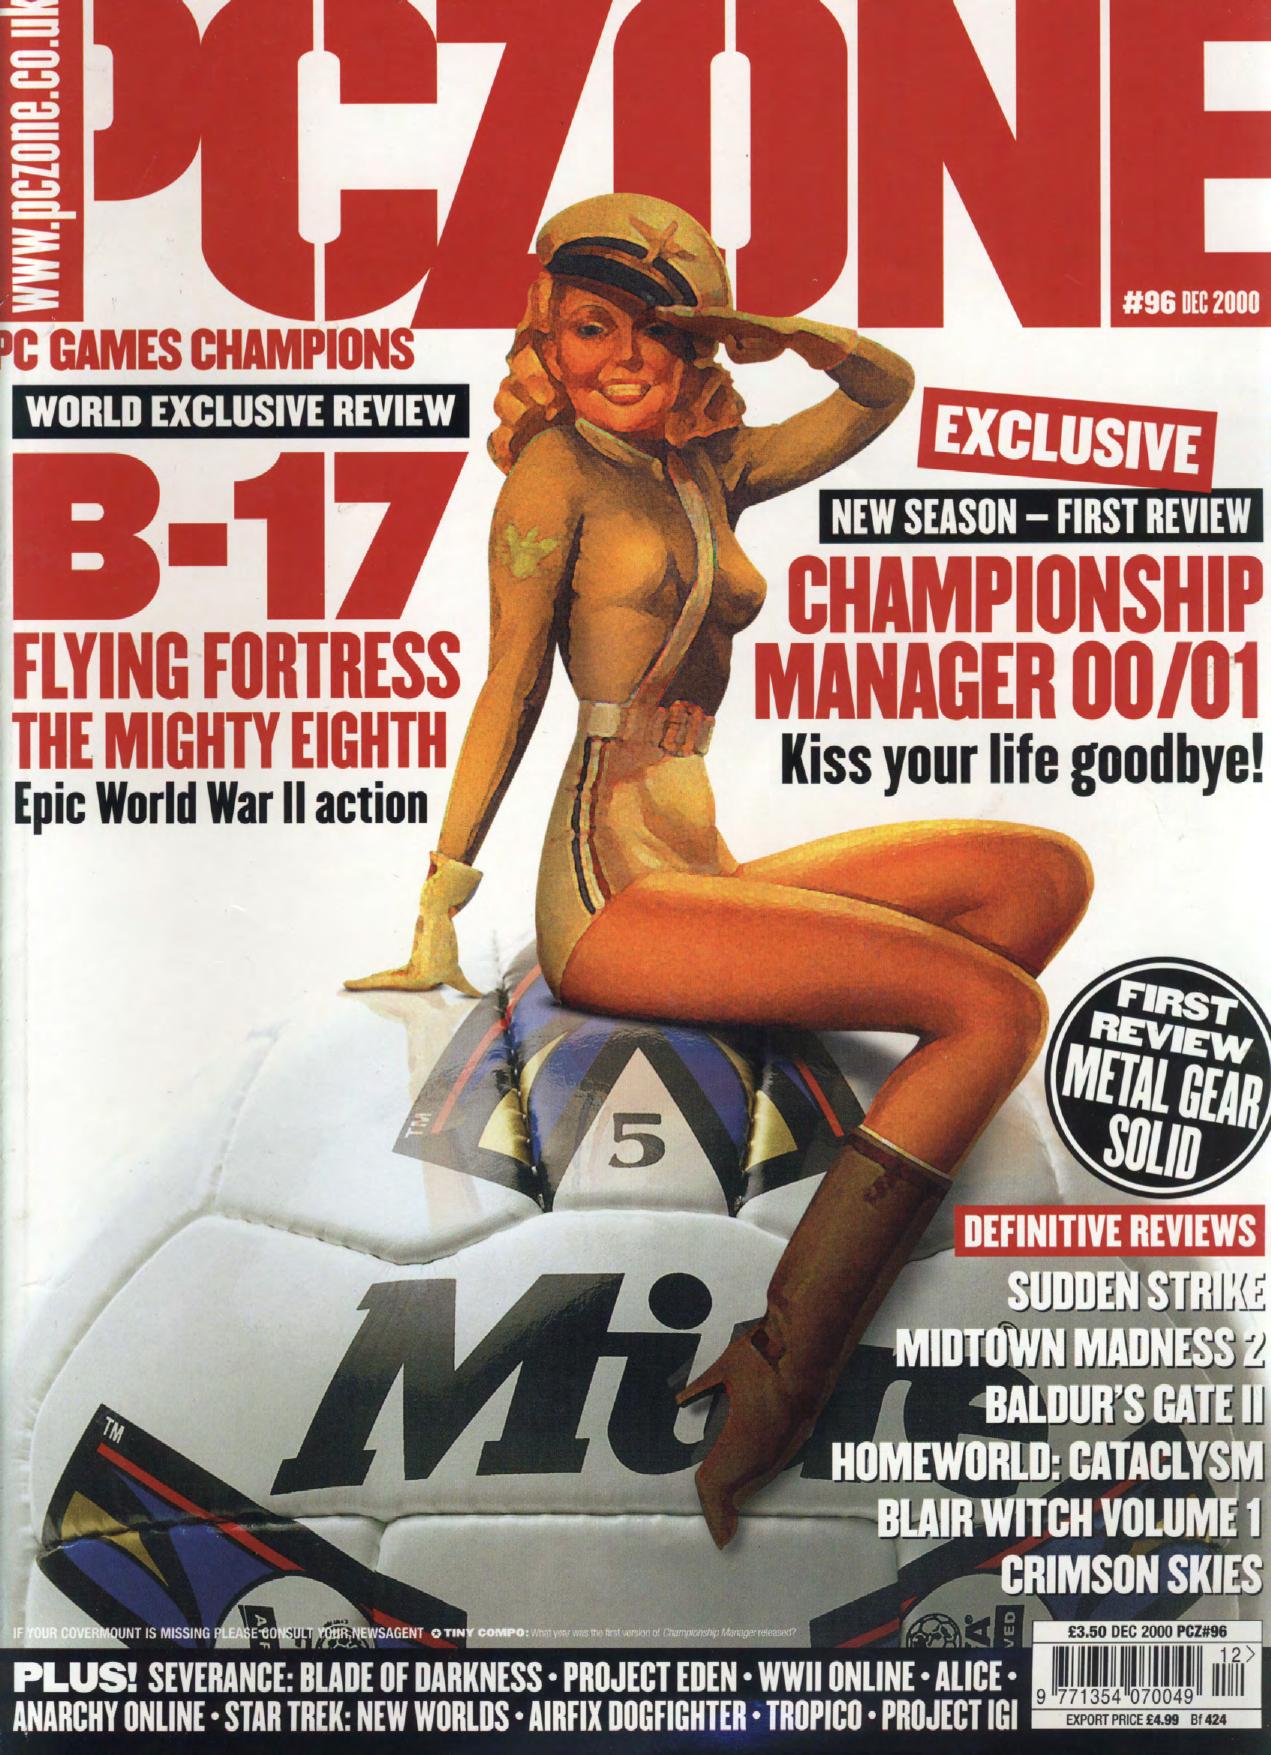 www.pczone.co.uk
PCZONE
#96 DEC 2000
PC GAMES CHAMPIONS
WORLD EXCLUSIVE REVIEW
B-17
FLYING FORTRESS
THE MIGHTY EIGHTH
Epic World War II action
EXCLUSIVE
NEW SEASON – FIRST REVIEW
CHAMPIONSHIP
MANAGER 00/01
Kiss your life goodbye!
FIRST
REVIEW
METAL GEAR
SOLID
TM
5
Mitre
TM
DEFINITIVE REVIEWS
SUDDEN STRIKE
MIDTOWN MADNESS 2
BALDUR'S GATE II
HOMEWORLD: CATACLYSM
BLAIR WITCH VOLUME 1
CRIMSON SKIES
IF YOUR COVERMOUNT IS MISSING PLEASE CONSULT YOUR NEWSAGENT ✪ TINY COMPO: What year was the first version of Championship Manager released?
PLUS! SEVERANCE: BLADE OF DARKNESS • PROJECT EDEN • WWII ONLINE • ALICE •
ANARCHY ONLINE • STAR TREK: NEW WORLDS • AIRFIX DOGFIGHTER • TROPICO • PROJECT IGI
£3.50 DEC 2000 PCZ#96
12>
9 771354 070049
EXPORT PRICE £4.99 Bf 424